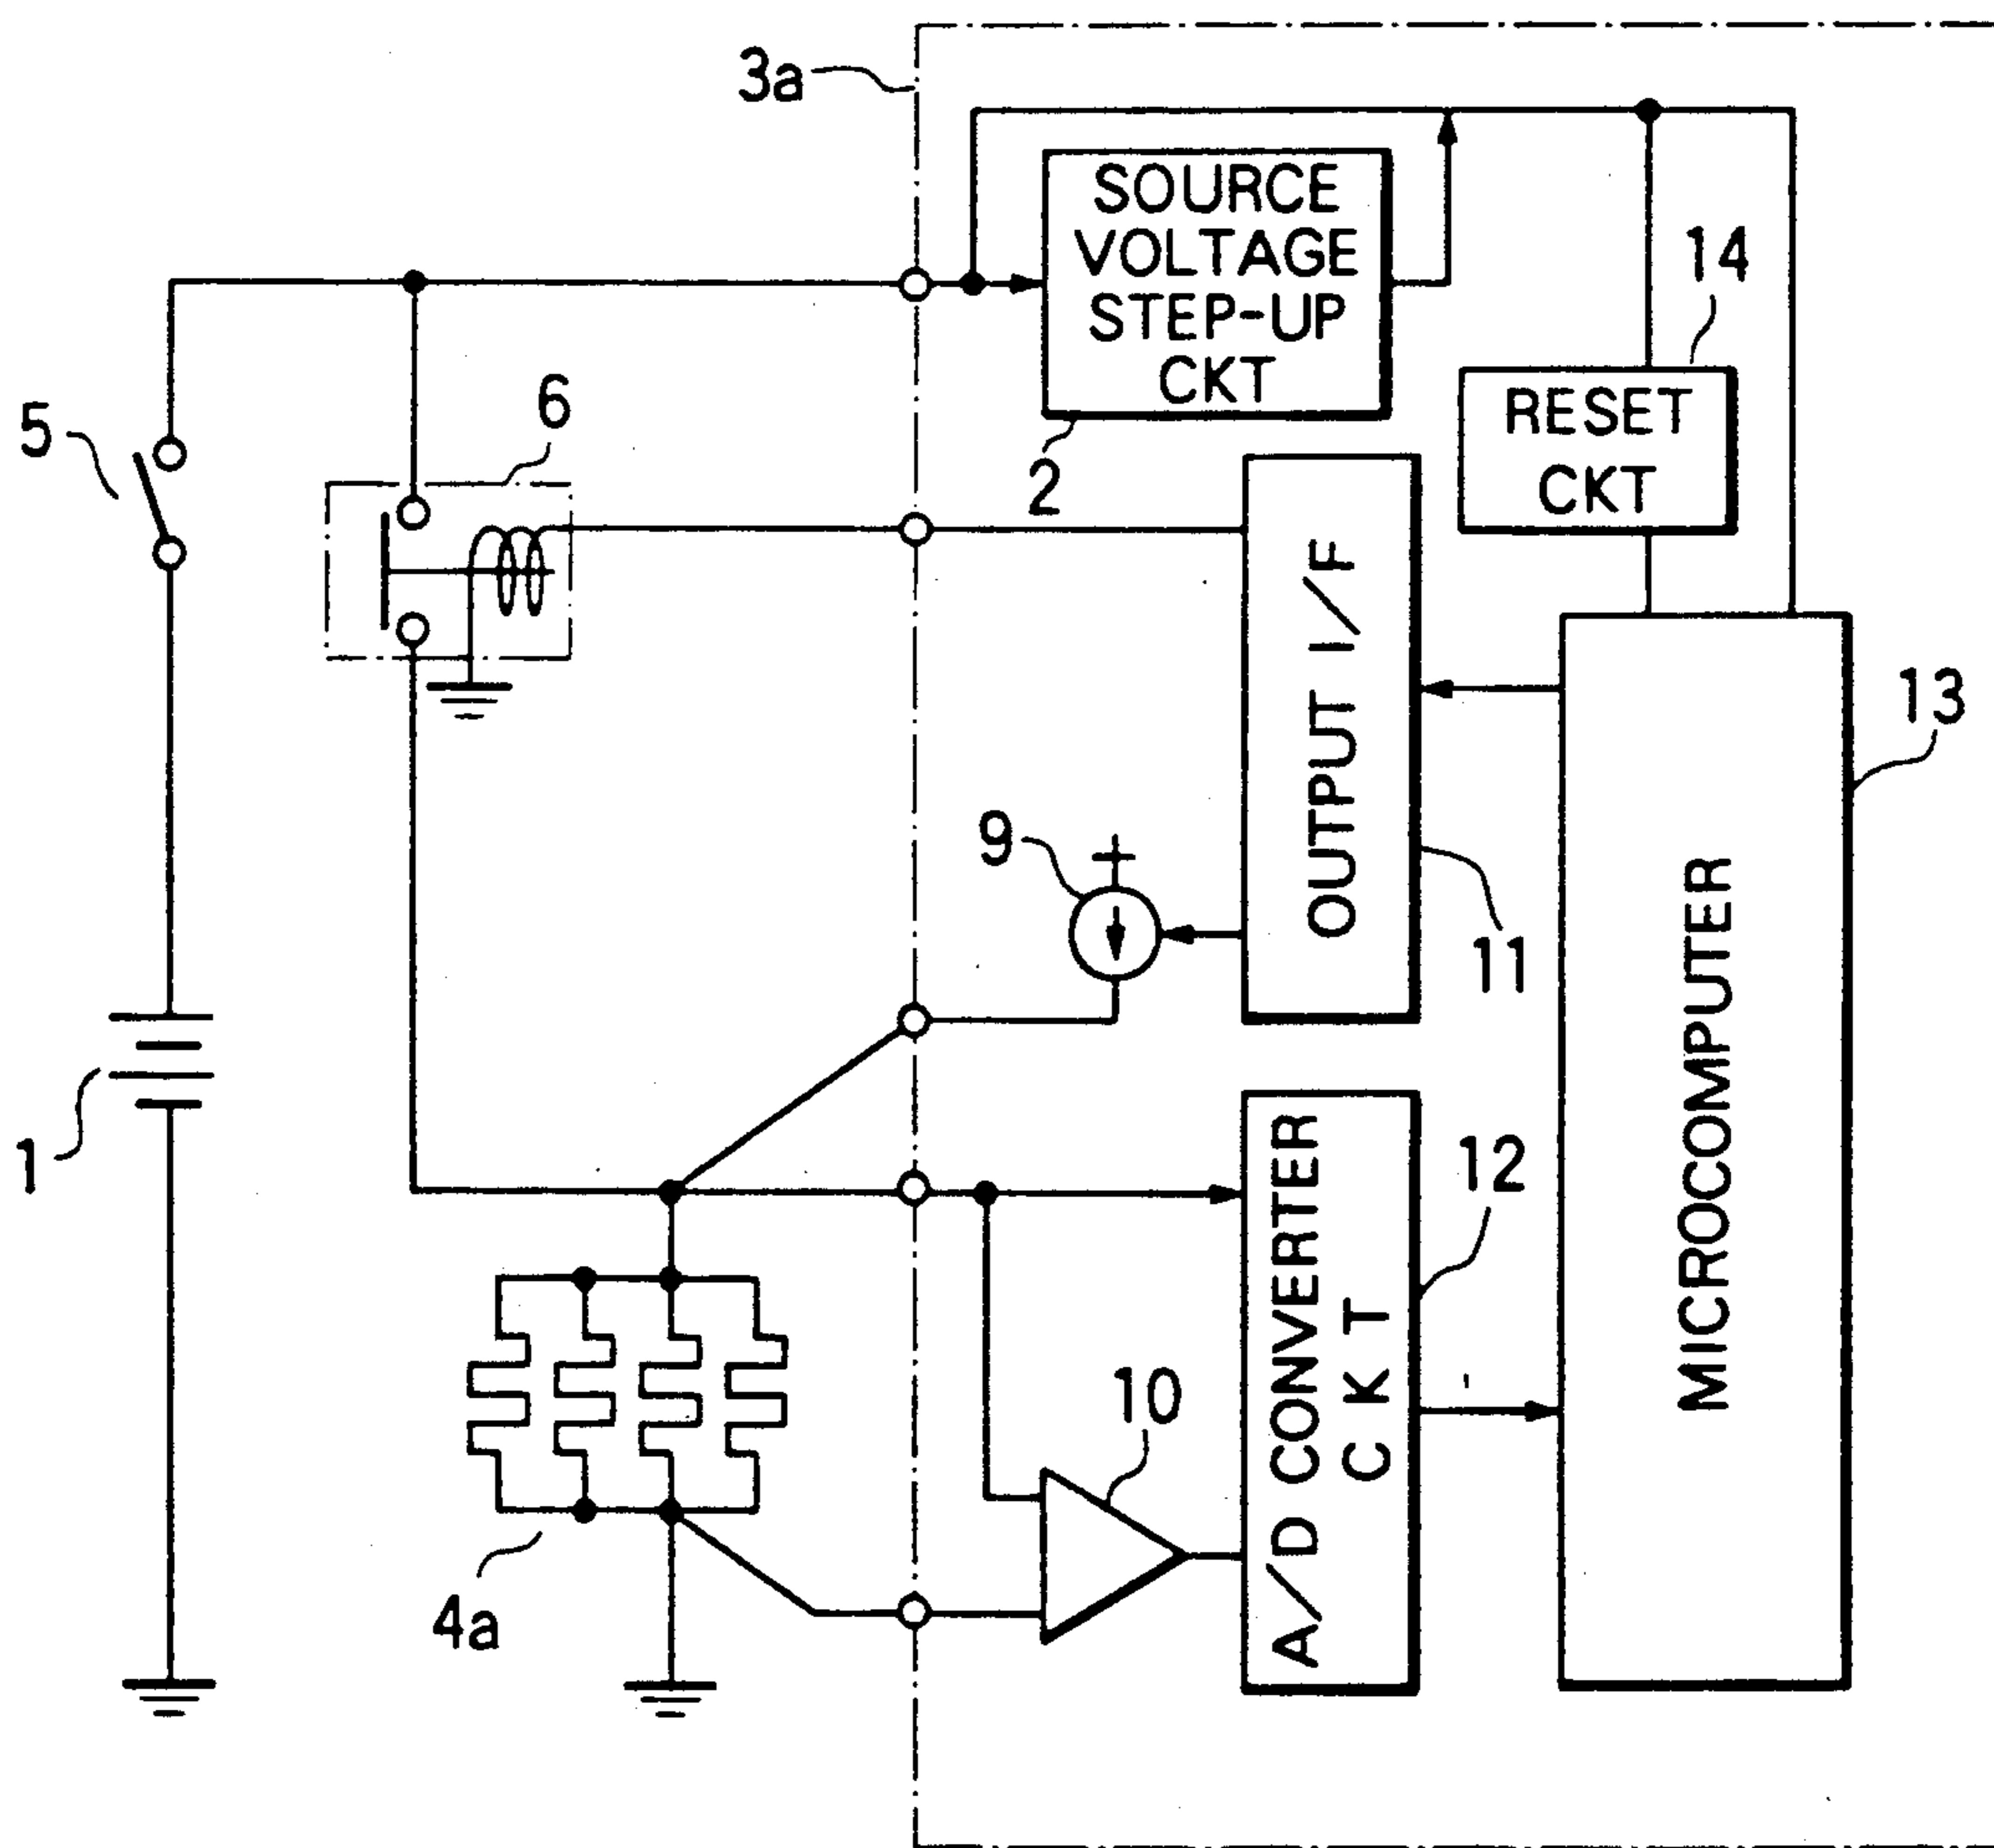 3a
SOURCE
VOLTAGE
STEP-UP
CKT
2
14
RESET
CKT
5
6
OUTPUT I/F
11
13
9
MICROCOMPUTER
1
A/D CONVERTER
CKT
12
10
4a